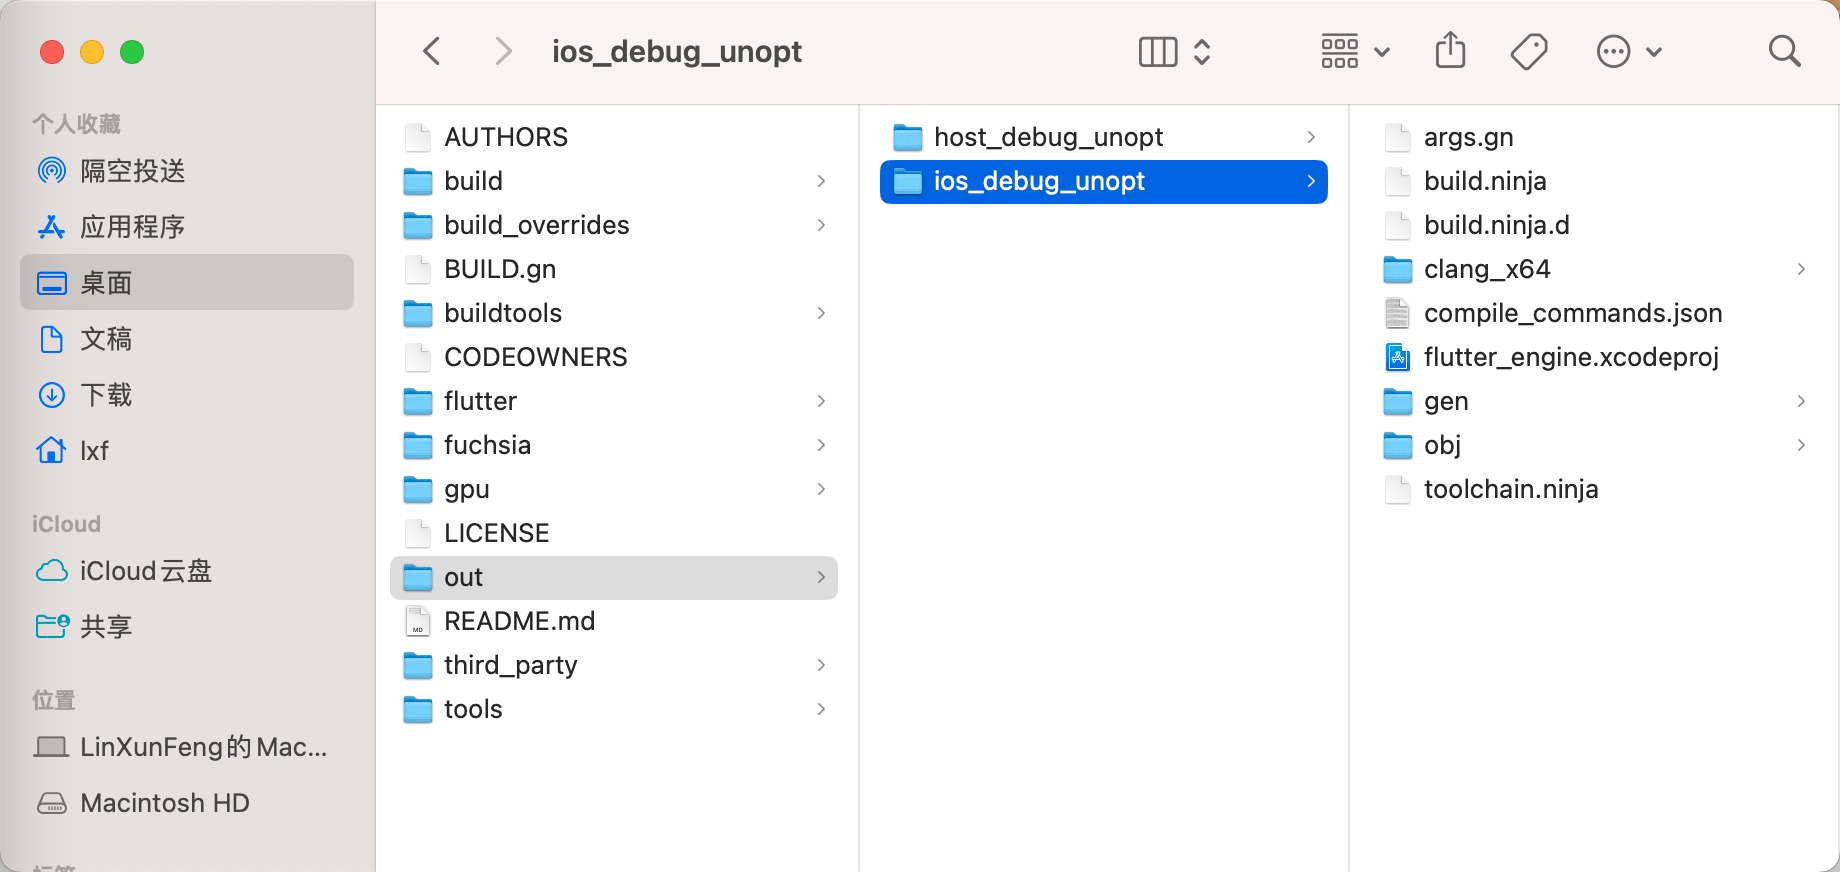 ios_debug_unopt
个人收藏
隔空投送
应用程序
桌面
文稿
下载
lxf
iCloud
iCloud云盘
共享
位置
LinXunFeng的Mac...
Macintosh HD
AUTHORS
build
build_overrides
BUILD.gn
buildtools
CODEOWNERS
flutter
fuchsia
gpu
LICENSE
out
README.md
third_party
tools
host_debug_unopt
ios_debug_unopt
args.gn
build.ninja
build.ninja.d
clang_x64
compile_commands.json
flutter_engine.xcodeproj
gen
obj
toolchain.ninja